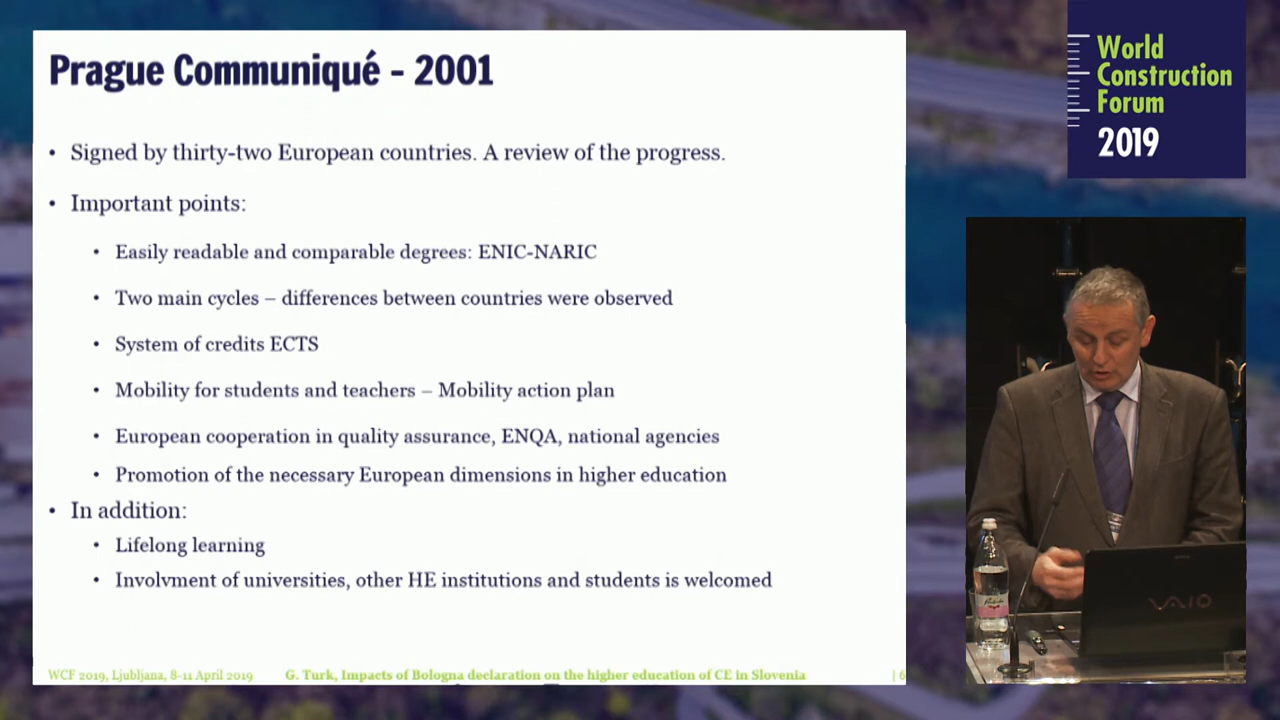 Prague Communiqué - 2001
• Signed by thirty-two European countries. A review of the progress.
• Important points:
• Easily readable and comparable degrees: ENIC-NARIC
• Two main cycles – differences between countries were observed
• System of credits ECTS
• Mobility for students and teachers – Mobility action plan
• European cooperation in quality assurance, ENQA, national agencies
• Promotion of the necessary European dimensions in higher education
• In addition:
• Lifelong learning
• Involvment of universities, other HE institutions and students is welcomed
WCF 2019, Ljubljana, 8-11 April 2019 G. Turk, Impacts of Bologna declaration on the higher education of CE in Slovenia | 6
World
Construction
Forum
2019
VAIO